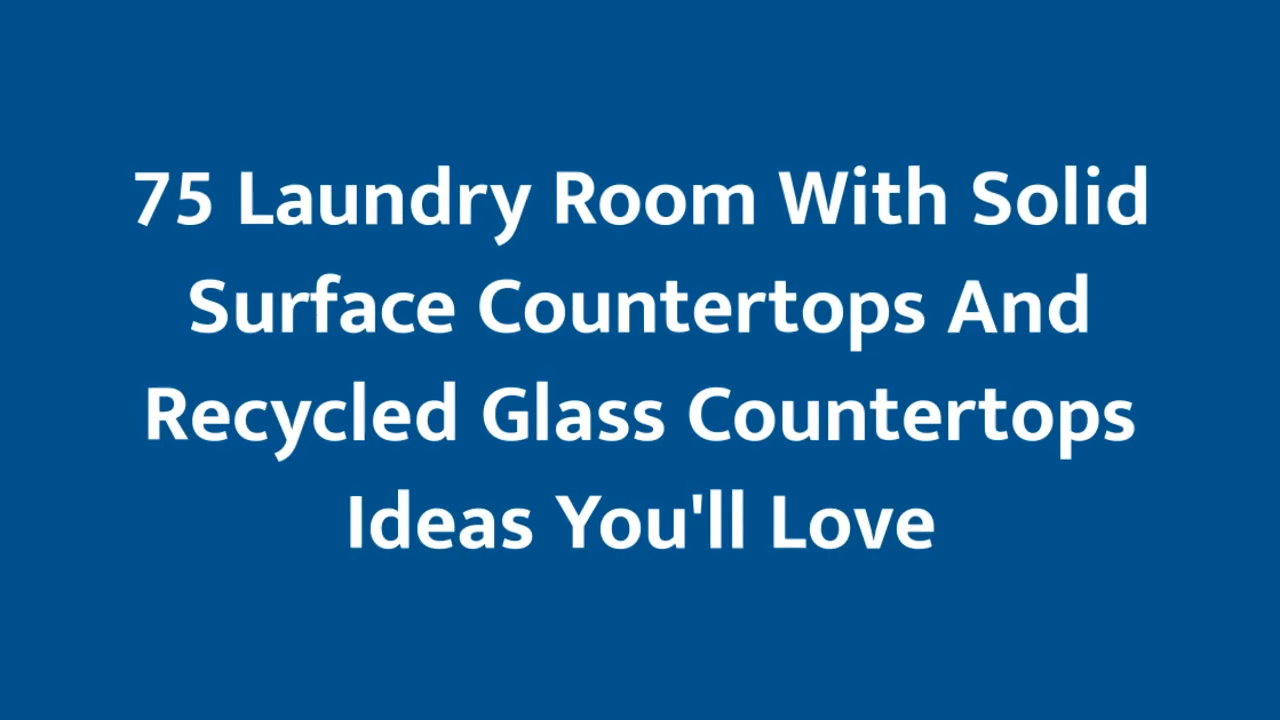 75 Laundry Room With Solid
Surface Countertops And
Recycled Glass Countertops
Ideas You'll Love